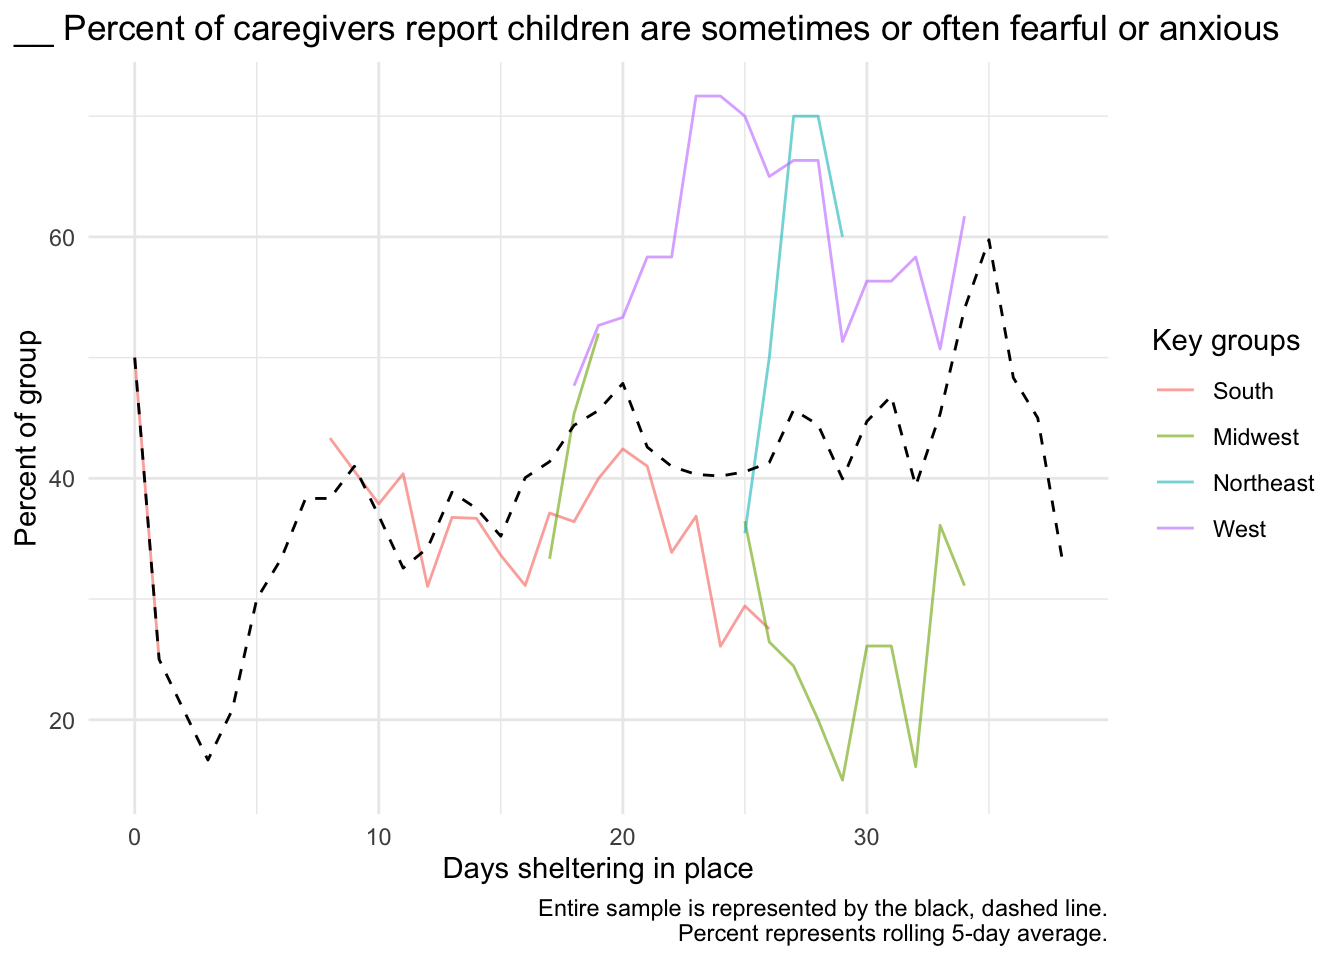 __ Percent of caregivers report children are sometimes or often fearful or anxious
Percent of group
60
40
20
0
10
20
30
Days sheltering in place
Key groups
South
Midwest
Northeast
West
Entire sample is represented by the black, dashed line.
Percent represents rolling 5-day average.